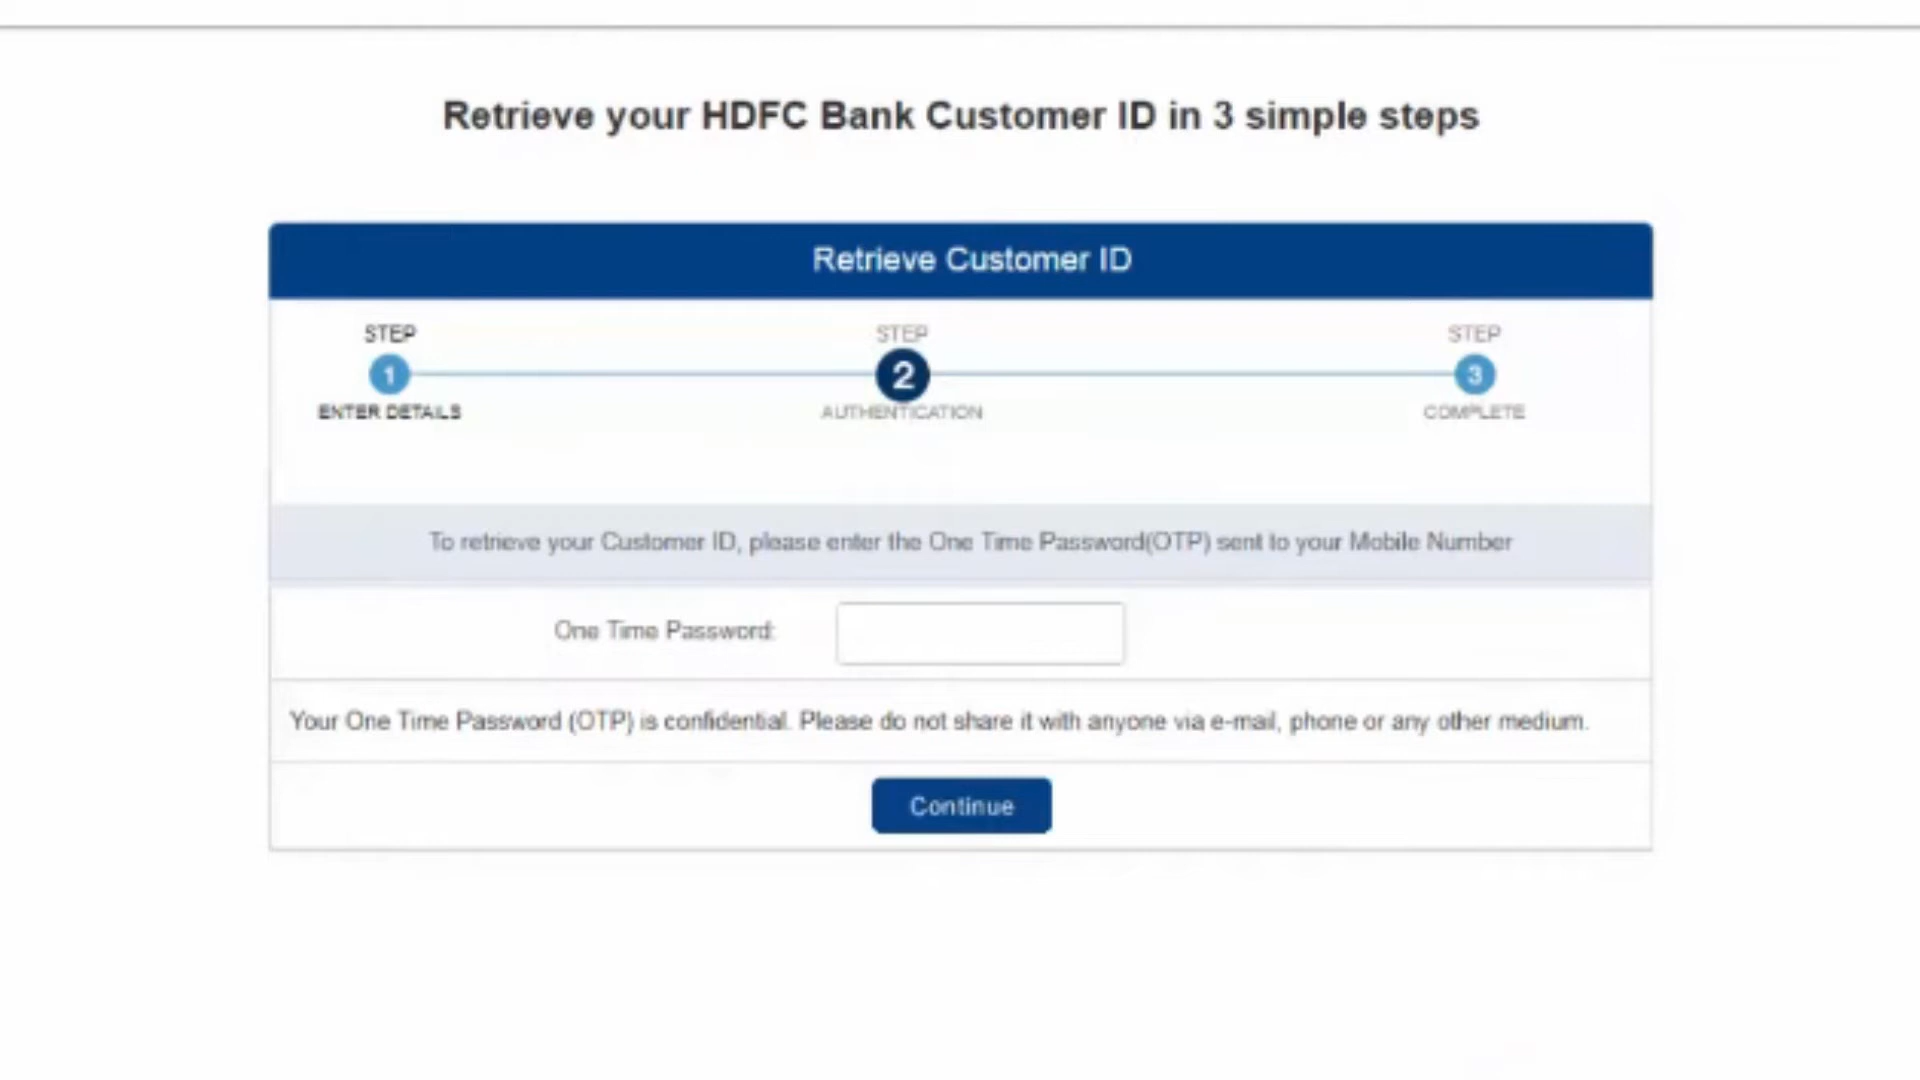 Retrieve your HDFC Bank Customer ID in 3 simple steps
Retrieve Customer ID
STEP STEP STEP
1 2 3
ENTER DETAILS AUTHENTICATION COMPLETE
To retrieve your Customer ID, please enter the One Time Password(OTP) sent to your Mobile Number
One Time Password:
Your One Time Password (OTP) is confidential. Please do not share it with anyone via e-mail, phone or any other medium.
Continue